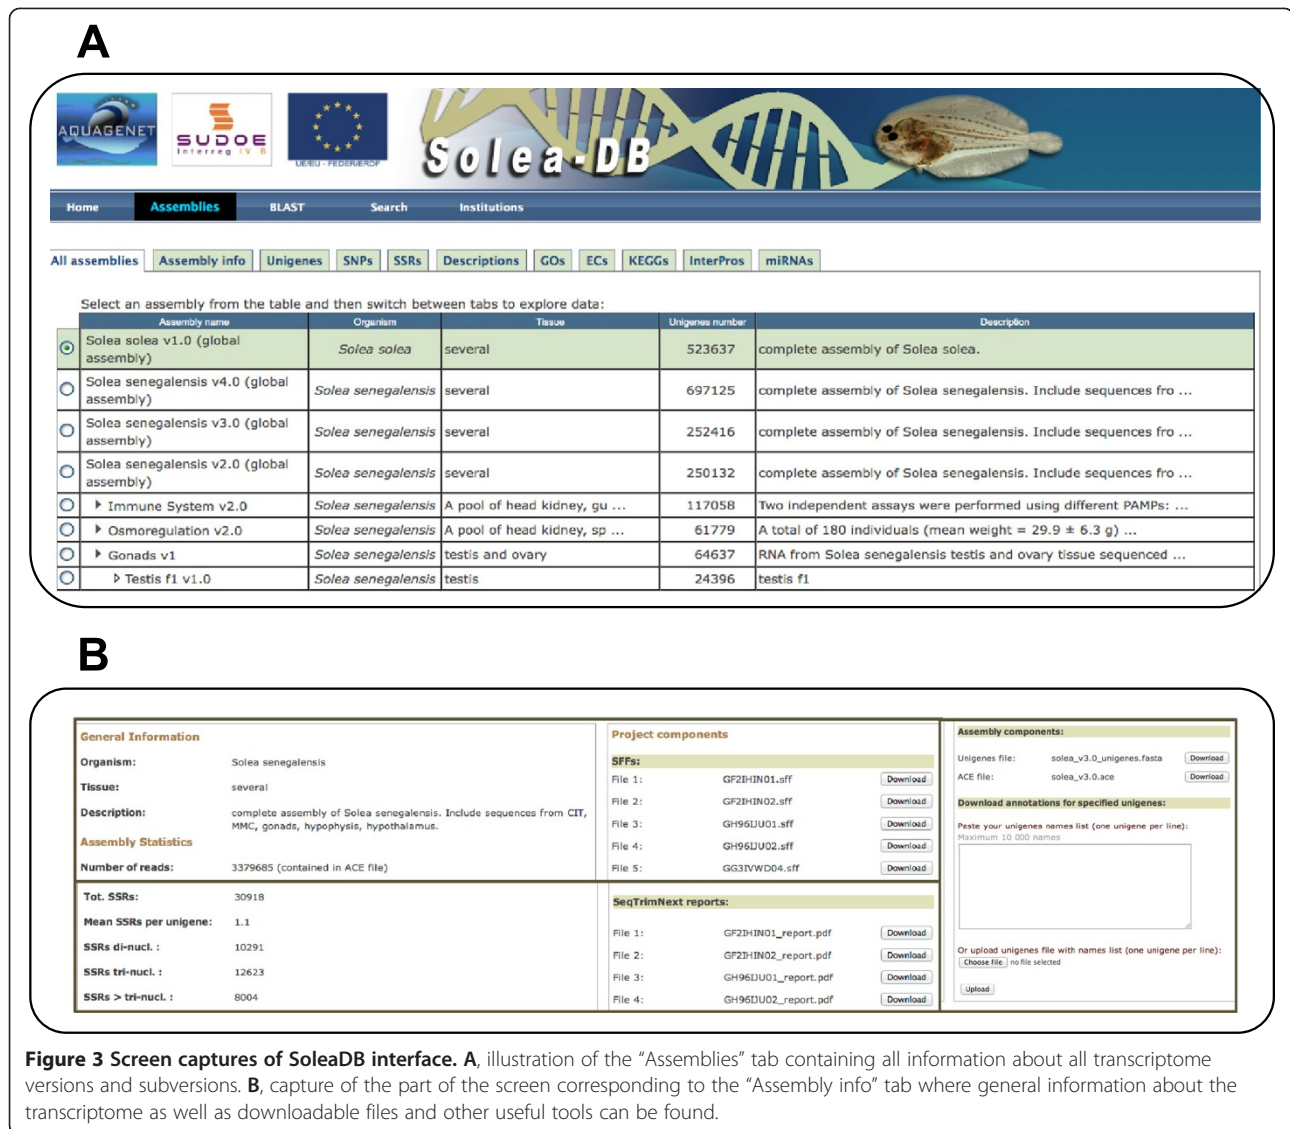 A
AQUAGENET
SUDOE
Interreg IV B
UE/EU - FEDER/ERDF
Solea-DB
Home Assemblies BLAST Search Institutions
All assemblies Assembly info Unigenes SNPs SSRs Descriptions GOs ECs KEGGs InterPros miRNAs
Select an assembly from the table and then switch between tabs to explore data:
Assembly name Organism Tissue Unigenes number Description
Solea solea v1.0 (global assembly) Solea solea several 523637 complete assembly of Solea solea.
Solea senegalensis v4.0 (global assembly) Solea senegalensis several 697125 complete assembly of Solea senegalensis. Include sequences fro ...
Solea senegalensis v3.0 (global assembly) Solea senegalensis several 252416 complete assembly of Solea senegalensis. Include sequences fro ...
Solea senegalensis v2.0 (global assembly) Solea senegalensis several 250132 complete assembly of Solea senegalensis. Include sequences fro ...
Immune System v2.0 Solea senegalensis A pool of head kidney, gu ... 117058 Two independent assays were performed using different PAMPs: ...
Osmoregulation v2.0 Solea senegalensis A pool of head kidney, sp ... 61779 A total of 180 individuals (mean weight = 29.9 ± 6.3 g) ...
Gonads v1 Solea senegalensis testis and ovary 64637 RNA from Solea senegalensis testis and ovary tissue sequenced ...
Testis f1 v1.0 Solea senegalensis testis 24396 testis f1
B
General Information
Organism: Solea senegalensis
Tissue: several
Description: complete assembly of Solea senegalensis. Include sequences from CIT,
MMC, gonads, hypophysis, hypothalamus.
Assembly Statistics
Number of reads: 3379685 (contained in ACE file)
Tot. SSRs: 30918
Mean SSRs per unigene: 1.1
SSRs di-nucl. : 10291
SSRs tri-nucl. : 12623
SSRs > tri-nucl. : 8004
Project components
SFFs:
File 1: GF2IHIN01.sff Download
File 2: GF2IHIN02.sff Download
File 3: GH96IJU01.sff Download
File 4: GH96IJU02.sff Download
File 5: GG3IVWD04.sff Download
SeqTrimNext reports:
File 1: GF2IHIN01_report.pdf Download
File 2: GF2IHIN02_report.pdf Download
File 3: GH96IJU01_report.pdf Download
File 4: GH96IJU02_report.pdf Download
Assembly components:
Unigenes file: solea_v3.0_unigenes.fasta Download
ACE file: solea_v3.0.ace Download
Download annotations for specified unigenes:
Paste your unigenes names list (one unigene per line):
Maximum 10 000 names
Or upload unigenes file with names list (one unigene per line):
Choose File no file selected
Upload
Figure 3 Screen captures of SoleaDB interface. A, illustration of the “Assemblies” tab containing all information about all transcriptome
versions and subversions. B, capture of the part of the screen corresponding to the “Assembly info” tab where general information about the
transcriptome as well as downloadable files and other useful tools can be found.